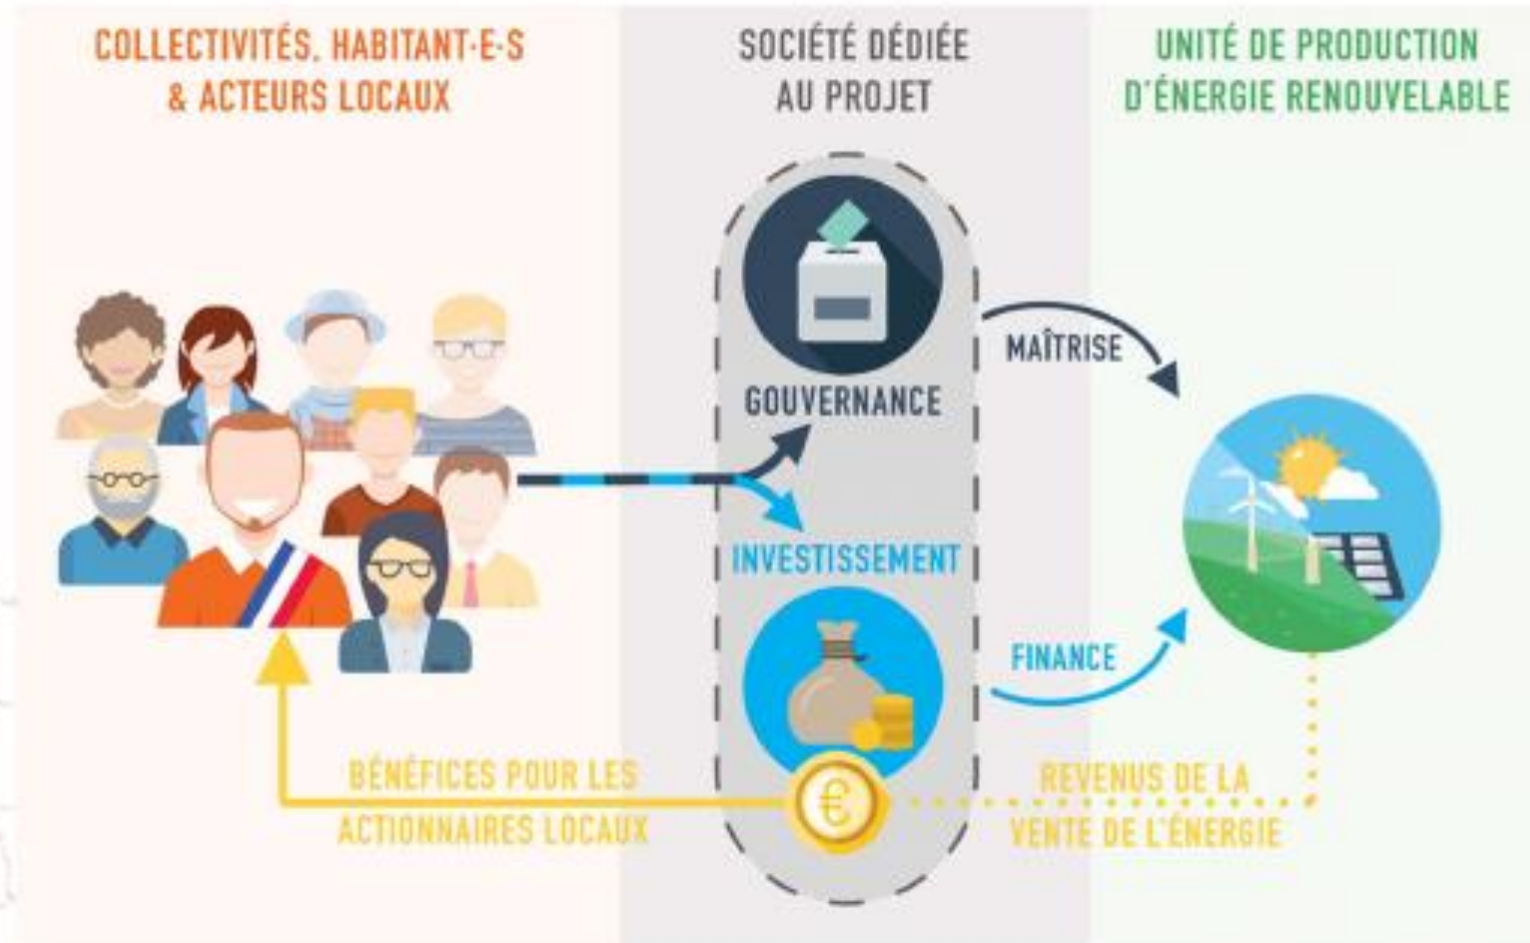 COLLECTIVITÉS, HABITANT·E·S
& ACTEURS LOCAUX
SOCIÉTÉ DÉDIÉE
AU PROJET
UNITÉ DE PRODUCTION
D'ÉNERGIE RENOUVELABLE
GOUVERNANCE
MAÎTRISE
INVESTISSEMENT
FINANCE
€
BÉNÉFICES POUR LES
ACTIONNAIRES LOCAUX
REVENUS DE LA
VENTE DE L'ÉNERGIE